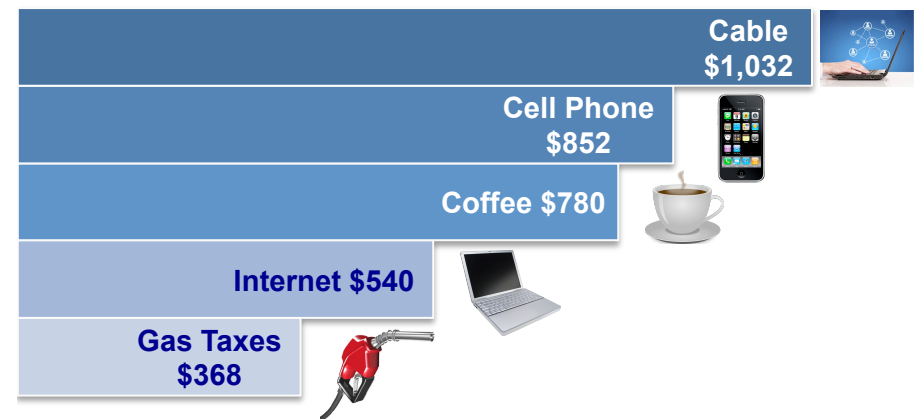 Cable
$1,032
Cell Phone
$852
Coffee $780
Internet $540
Gas Taxes
$368